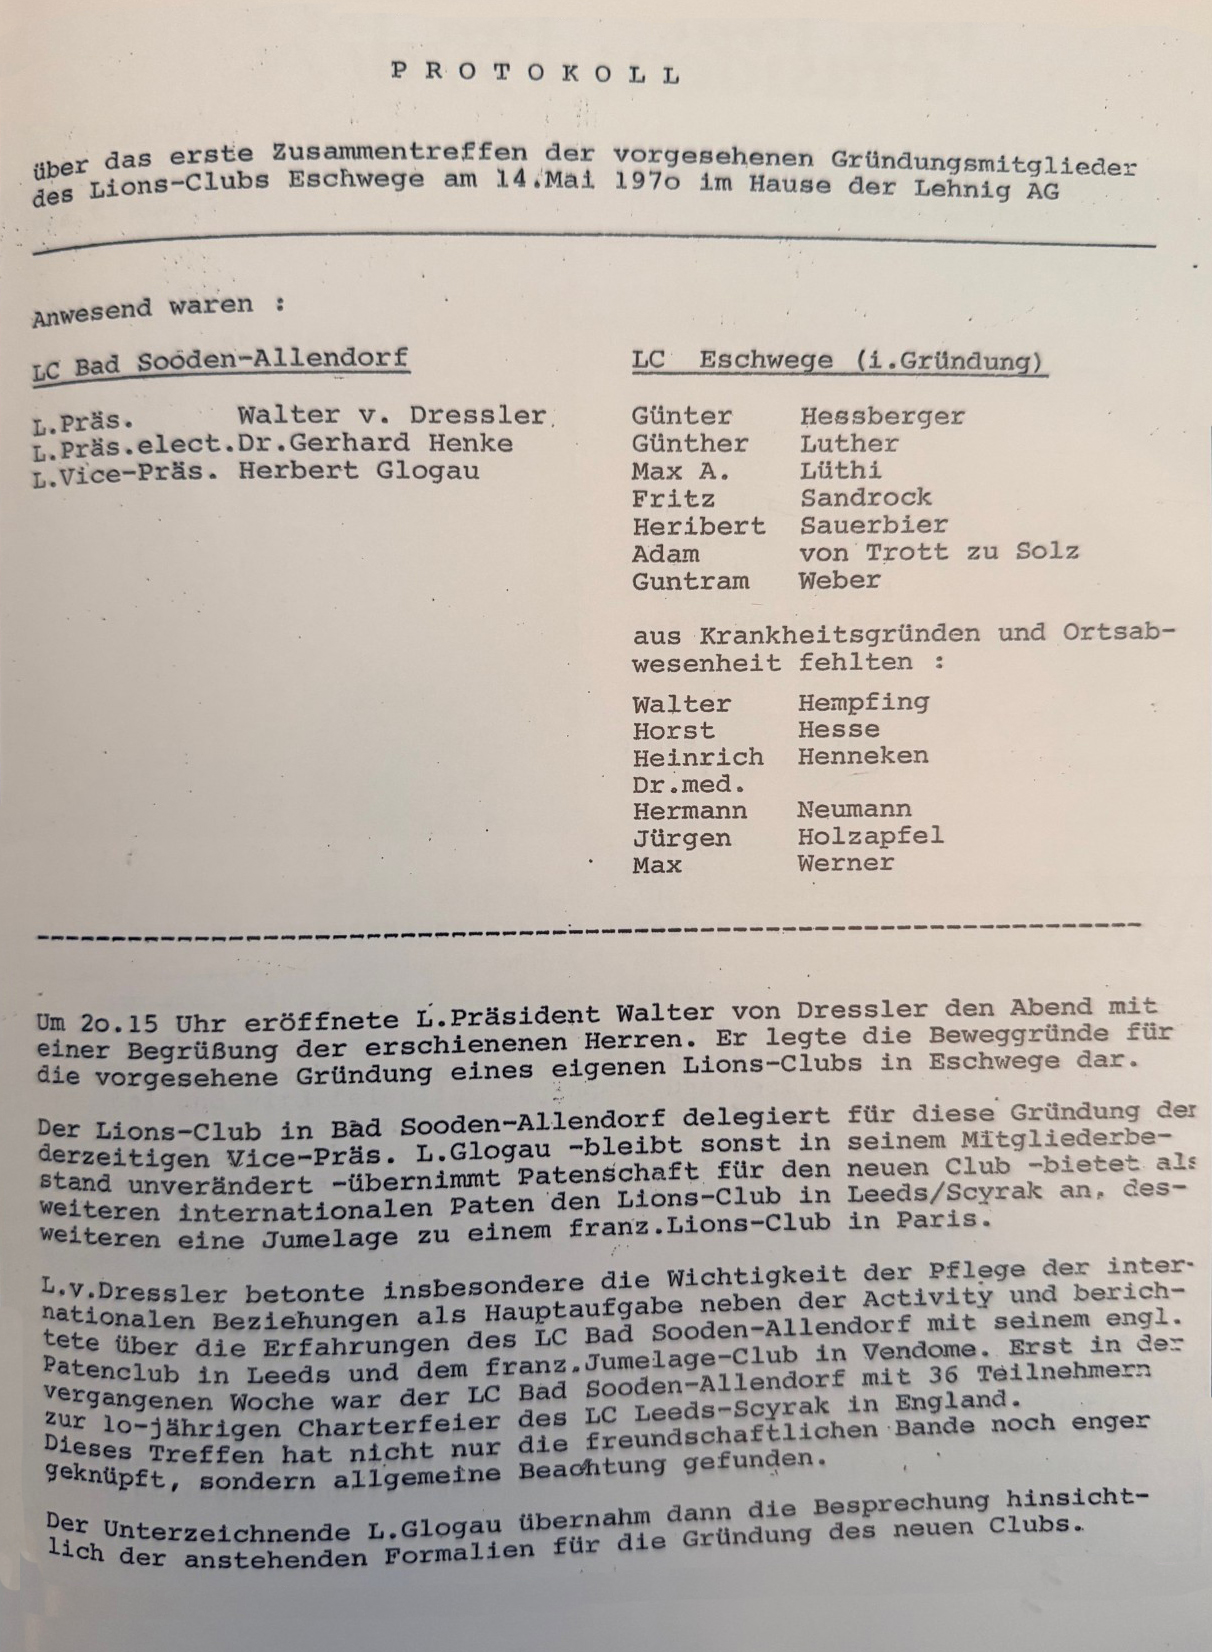 P R O T O K O L L
über das erste Zusammentreffen der vorgesehenen Gründungsmitglieder
des Lions-Clubs Eschwege am 14.Mai 197o im Hause der Lehnig AG
Anwesend waren :
LC Bad Sooden-Allendorf
L.Präs. Walter v. Dressler
L.Präs.elect.Dr.Gerhard Henke
L.Vice-Präs. Herbert Glogau
LC Eschwege (i.Gründung)
Günter Hessberger
Günther Luther
Max A. Lüthi
Fritz Sandrock
Heribert Sauerbier
Adam von Trott zu Solz
Guntram Weber
aus Krankheitsgründen und Ortsab-
wesenheit fehlten :
Walter Hempfing
Horst Hesse
Heinrich Henneken
Dr.med.
Hermann Neumann
Jürgen Holzapfel
Max Werner
Um 2o.15 Uhr eröffnete L.Präsident Walter von Dressler den Abend mit
einer Begrüßung der erschienenen Herren. Er legte die Beweggründe für
die vorgesehene Gründung eines eigenen Lions-Clubs in Eschwege dar.
Der Lions-Club in Bad Sooden-Allendorf delegiert für diese Gründung der
derzeitigen Vice-Präs. L.Glogau -bleibt sonst in seinem Mitgliederbe-
stand unverändert -übernimmt Patenschaft für den neuen Club -bietet als
weiteren internationalen Paten den Lions-Club in Leeds/Scyrak an, des-
weiteren eine Jumelage zu einem franz.Lions-Club in Paris.
L.v.Dressler betonte insbesondere die Wichtigkeit der Pflege der inter-
nationalen Beziehungen als Hauptaufgabe neben der Activity und berich-
tete über die Erfahrungen des LC Bad Sooden-Allendorf mit seinem engl.
Patenclub in Leeds und dem franz.Jumelage-Club in Vendome. Erst in der
vergangenen Woche war der LC Bad Sooden-Allendorf mit 36 Teilnehmern
zur lo-jährigen Charterfeier des LC Leeds-Scyrak in England.
Dieses Treffen hat nicht nur die freundschaftlichen Bande noch enger
geknüpft, sondern allgemeine Beachtung gefunden.
Der Unterzeichnende L.Glogau übernahm dann die Besprechung hinsicht-
lich der anstehenden Formalien für die Gründung des neuen Clubs.